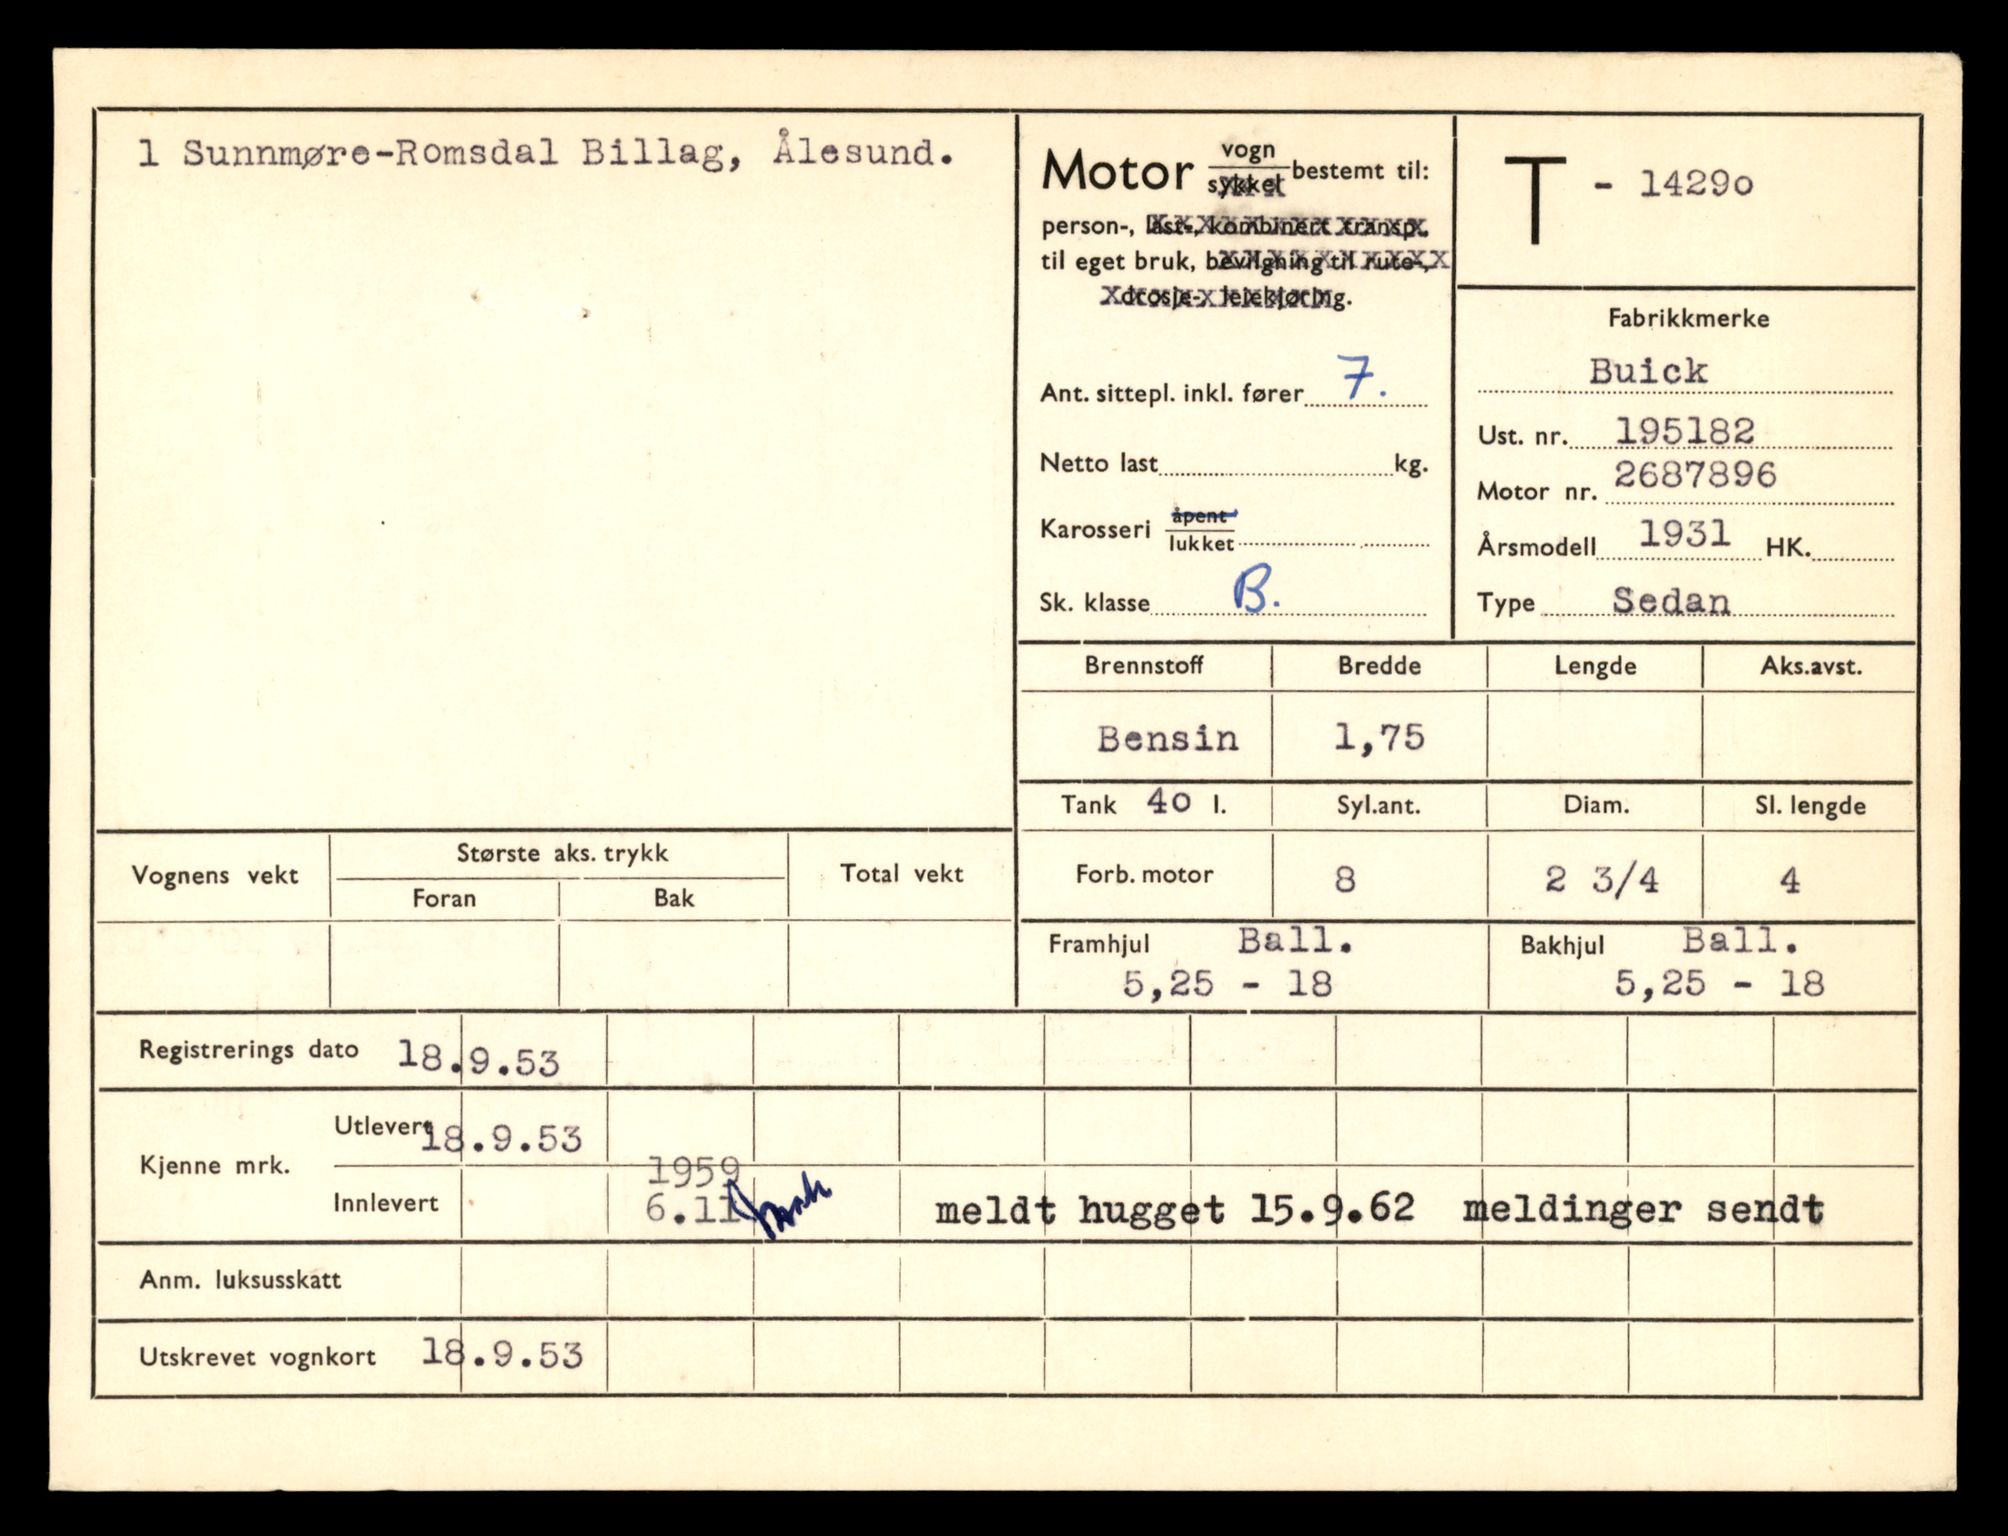 1 Sunnmøre-Romsdal Billag, Ålesund.
Motor vogn sykkel bestemt til:
person-, last-, kombinert transp.,
til eget bruk, bevilgning til rute-,
drosje-, leiekjøring.
Ant. sittepl. inkl. fører 7.
Netto last kg.
Karosseri åpent lukket
Sk. klasse B.
T - 1429o
Fabrikkmerke
Buick
Ust. nr. 195182
Motor nr. 2687896
Årsmodell 1931 HK.
Type Sedan
Brennstoff Bredde Lengde Aks.avst.
Bensin 1,75
Tank 4o l. Syl.ant. Diam. Sl. lengde
Forb. motor 8 2 3/4 4
Framhjul Ball. Bakhjul Ball.
5,25 - 18 5,25 - 18
Vognens vekt Største aks. trykk Total vekt
Foran Bak
Registrerings dato 18.9.53
Kjenne mrk. Utlevert 18.9.53
1959
Innlevert 6.11 meldt hugget 15.9.62 meldinger sendt
Anm. luksusskatt
Utskrevet vognkort 18.9.53